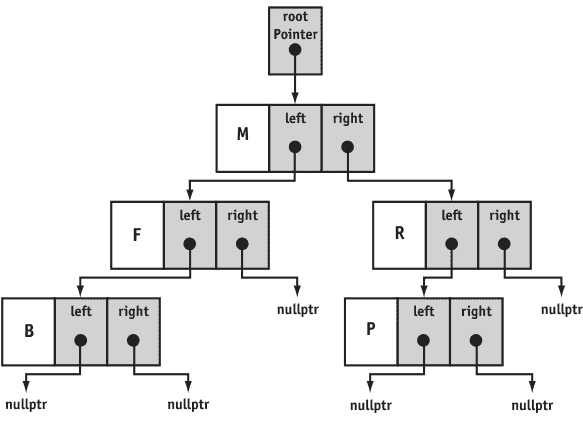 root
Pointer
M left right
F left right
R left right
nullptr
nullptr
B left right
P left right
nullptr
nullptr
nullptr
nullptr